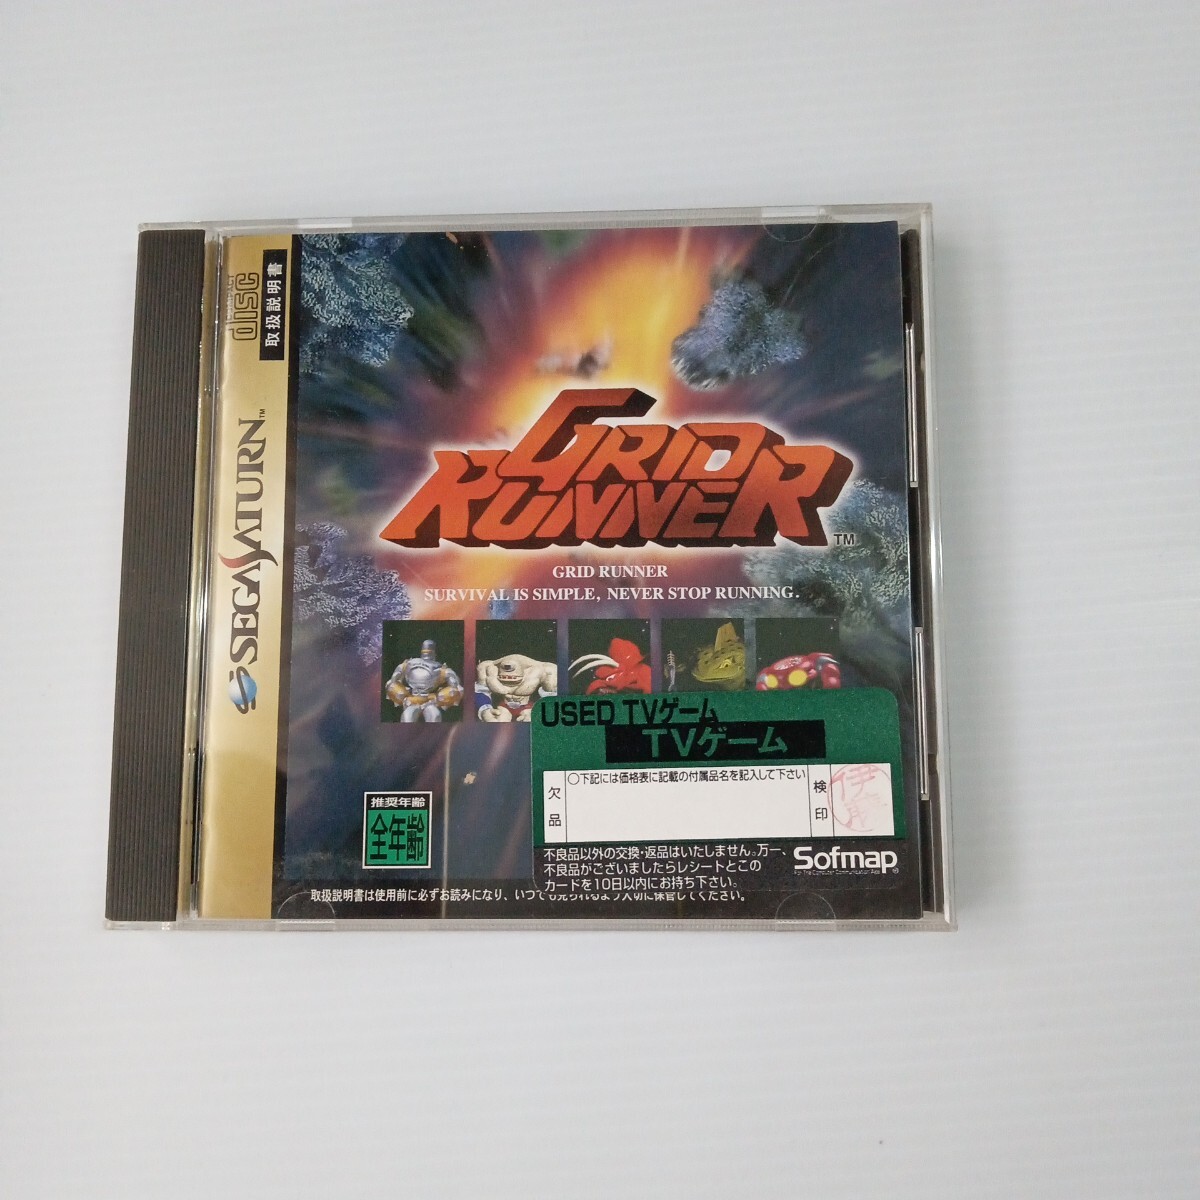 COMPACT
disc
取扱説明書
SEGA SATURN™
GRID
RUNNER™
GRID RUNNER
SURVIVAL IS SIMPLE, NEVER STOP RUNNING.
USED TVゲーム
TVゲーム
○下記には価格表に記載の付属品名を記入して下さい
欠品
検印
推奨年齢
全年齢
不良品以外の交換・返品はいたしません。万一、
不良品がございましたらレシートとこの
カードを10日以内にお持ち下さい。
Sofmap®
取扱説明書は使用前に必ずお読みになり、いつでも見られるよう大切に保管してください。